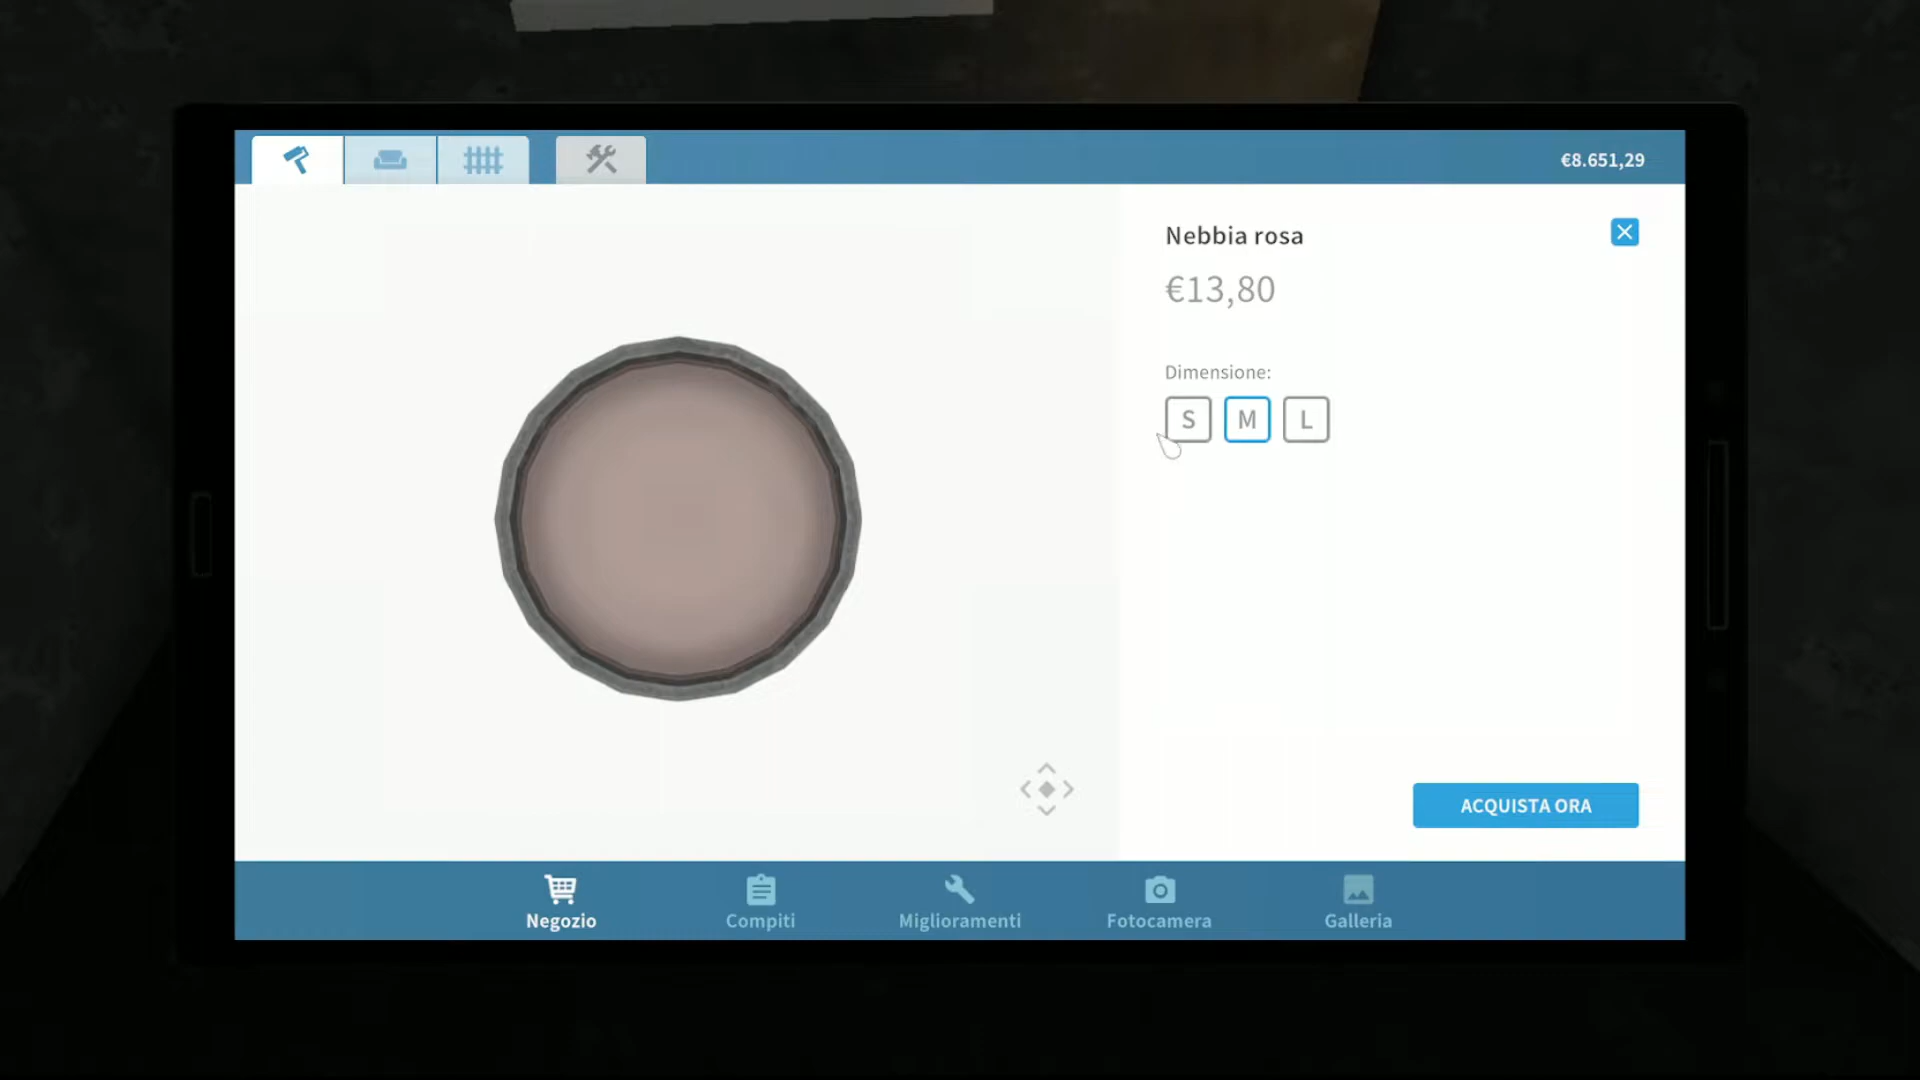 €8.651,29
Nebbia rosa
€13,80
Dimensione:
S M L
ACQUISTA ORA
Negozio Compiti Miglioramenti Fotocamera Galleria